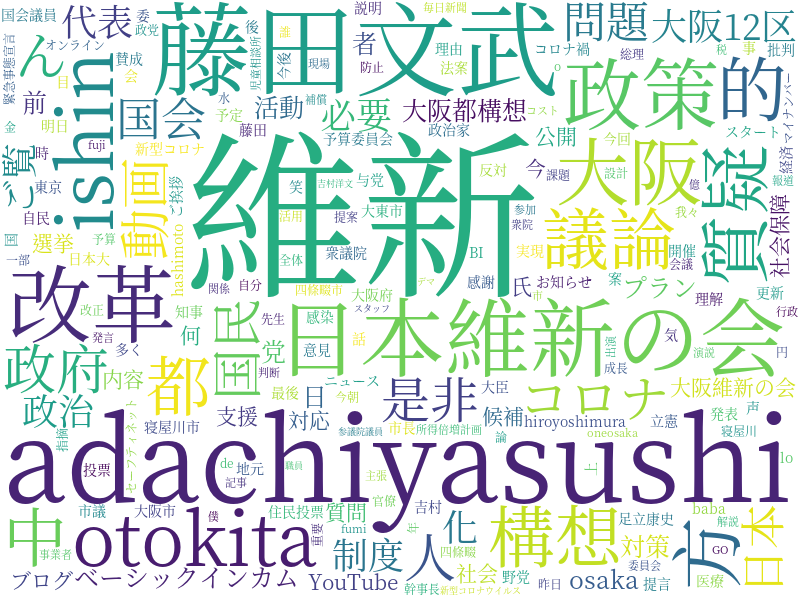 国会議員
委
政党
代表
オンライン
緊急事態宣言
ん
賛成
後
説明
毎日新聞
藤田文武
児童相談所
誰
今後
現場
防止
者
理由
コロナ禍
法案
総理
問題
大阪12区
税
事
批判
マイナンバー
経済
前
金
明日
会
目
ishin
国会
水
予定
活動
補償
必要
大阪都構想
政策
的
公開
スタート
ご覧
時
fuji
東京
自民
新型コロナ
藤田
予算委員会
政治家
今
課題
今回
反対
設計
億
報道
動画
ご挨拶
笑
吉村洋文
与党
維新
大阪
質疑
社会保障
国
選挙
予算
一部
日本大
hashimoto
活用
提案
大東市
参加
衆院
議論
我々
全体
衆議院
BI
実現
開催
会議
改革
改正
発言
関係
自分
四條畷市
大阪府
感謝
デマ
お知らせ
氏
案
プラン
更新
行政
知事
何
国民
先生
スタッフ
感染
意見
話
日本維新の会
市
理解
気
出演
演説
円
政府
多く
内容
都
党
判断
ニュース
今朝
是非
大臣
成長
コロナ
大阪維新の会
政治
セーフティネット
指摘
寝屋川市
支援
最後
日
対応
参議院議員
市長
所得倍増計画
候補
論
hiroyoshimura
oneosaka
立憲
発表
声
寝屋川
adachiyasushi
投票
de
地元
記事
職員
主張
官僚
吉村
上
io
中
市議
事業者
otokita
大阪市
僕
住民投票
重要
fumi
質問
年
化
四條畷
構想
足立康史
baba
解説
GO
方
日本
ブログ
ベーシックインカム
YouTube
制度
人
幹事長
社会
野党
新型コロナウイルス
昨日
osaka
対策
提言
委員会
医療
コスト